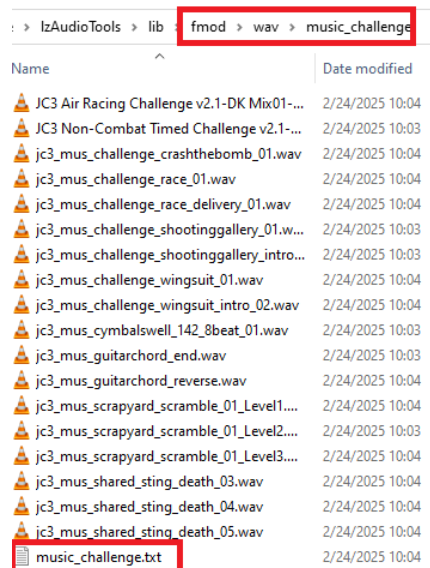 IzAudioTools > lib > fmod > wav > music_challenge
Name Date modified
JC3 Air Racing Challenge v2.1-DK Mix01-... 2/24/2025 10:04
JC3 Non-Combat Timed Challenge v2.1-... 2/24/2025 10:03
jc3_mus_challenge_crashthebomb_01.wav 2/24/2025 10:04
jc3_mus_challenge_race_01.wav 2/24/2025 10:04
jc3_mus_challenge_race_delivery_01.wav 2/24/2025 10:04
jc3_mus_challenge_shootinggallery_01.w... 2/24/2025 10:03
jc3_mus_challenge_shootinggallery_intro... 2/24/2025 10:03
jc3_mus_challenge_wingsuit_01.wav 2/24/2025 10:04
jc3_mus_challenge_wingsuit_intro_02.wav 2/24/2025 10:04
jc3_mus_cymbalswell_142_8beat_01.wav 2/24/2025 10:03
jc3_mus_guitarchord_end.wav 2/24/2025 10:03
jc3_mus_guitarchord_reverse.wav 2/24/2025 10:04
jc3_mus_scrapyard_scramble_01_Level1.... 2/24/2025 10:04
jc3_mus_scrapyard_scramble_01_Level2.... 2/24/2025 10:03
jc3_mus_scrapyard_scramble_01_Level3.... 2/24/2025 10:04
jc3_mus_shared_sting_death_03.wav 2/24/2025 10:04
jc3_mus_shared_sting_death_04.wav 2/24/2025 10:04
jc3_mus_shared_sting_death_05.wav 2/24/2025 10:04
music_challenge.txt 2/24/2025 10:04